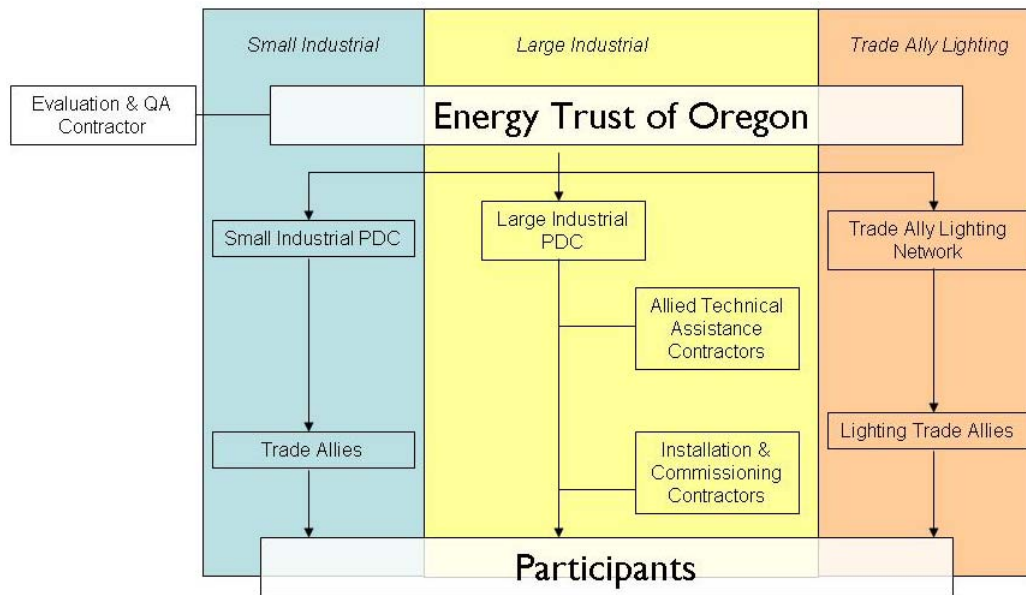 Small Industrial
Large Industrial
Trade Ally Lighting
Evaluation & QA
Contractor
Energy Trust of Oregon
Small Industrial PDC
Large Industrial
PDC
Trade Ally Lighting
Network
Allied Technical
Assistance
Contractors
Trade Allies
Installation &
Commissioning
Contractors
Lighting Trade Allies
Participants